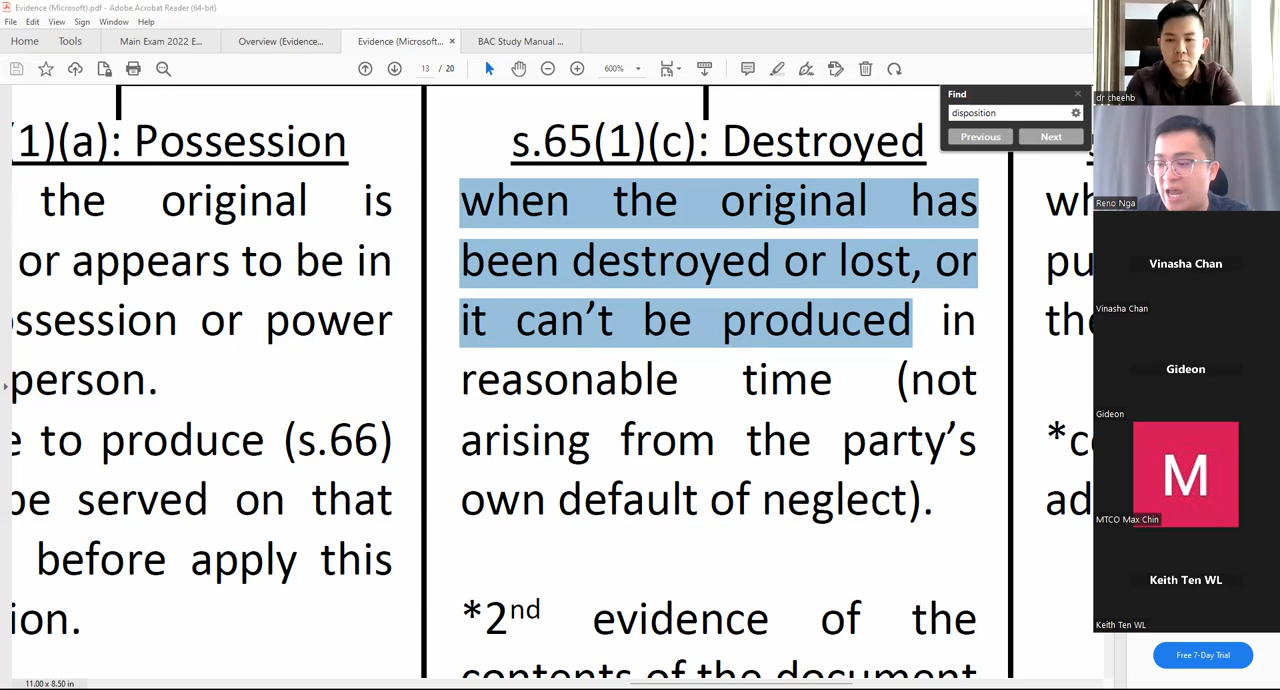 Evidence (Microsoft).pdf - Adobe Acrobat Reader (64-bit)
File Edit View Sign Window Help
Home Tools Main Exam 2022 E... Overview (Evidence... Evidence (Microsoft... × BAC Study Manual ...
13 / 20 600%
Find
disposition
Previous Next
(1)(a): Possession
the original is
or appears to be in
ossession or power
person.
e to produce (s.66)
be served on that
before apply this
ion.
s.65(1)(c): Destroyed
when the original has
been destroyed or lost, or
it can't be produced in
reasonable time (not
arising from the party's
own default of neglect).
*2nd evidence of the
contents of the document
wh
pu
the
*co
ad
11.00 x 8.50 in
dr cheehb
Reno Nga
Vinasha Chan
Vinasha Chan
Gideon
Gideon
M
MTCO Max Chin
Keith Ten WL
Keith Ten WL
Free 7-Day Trial